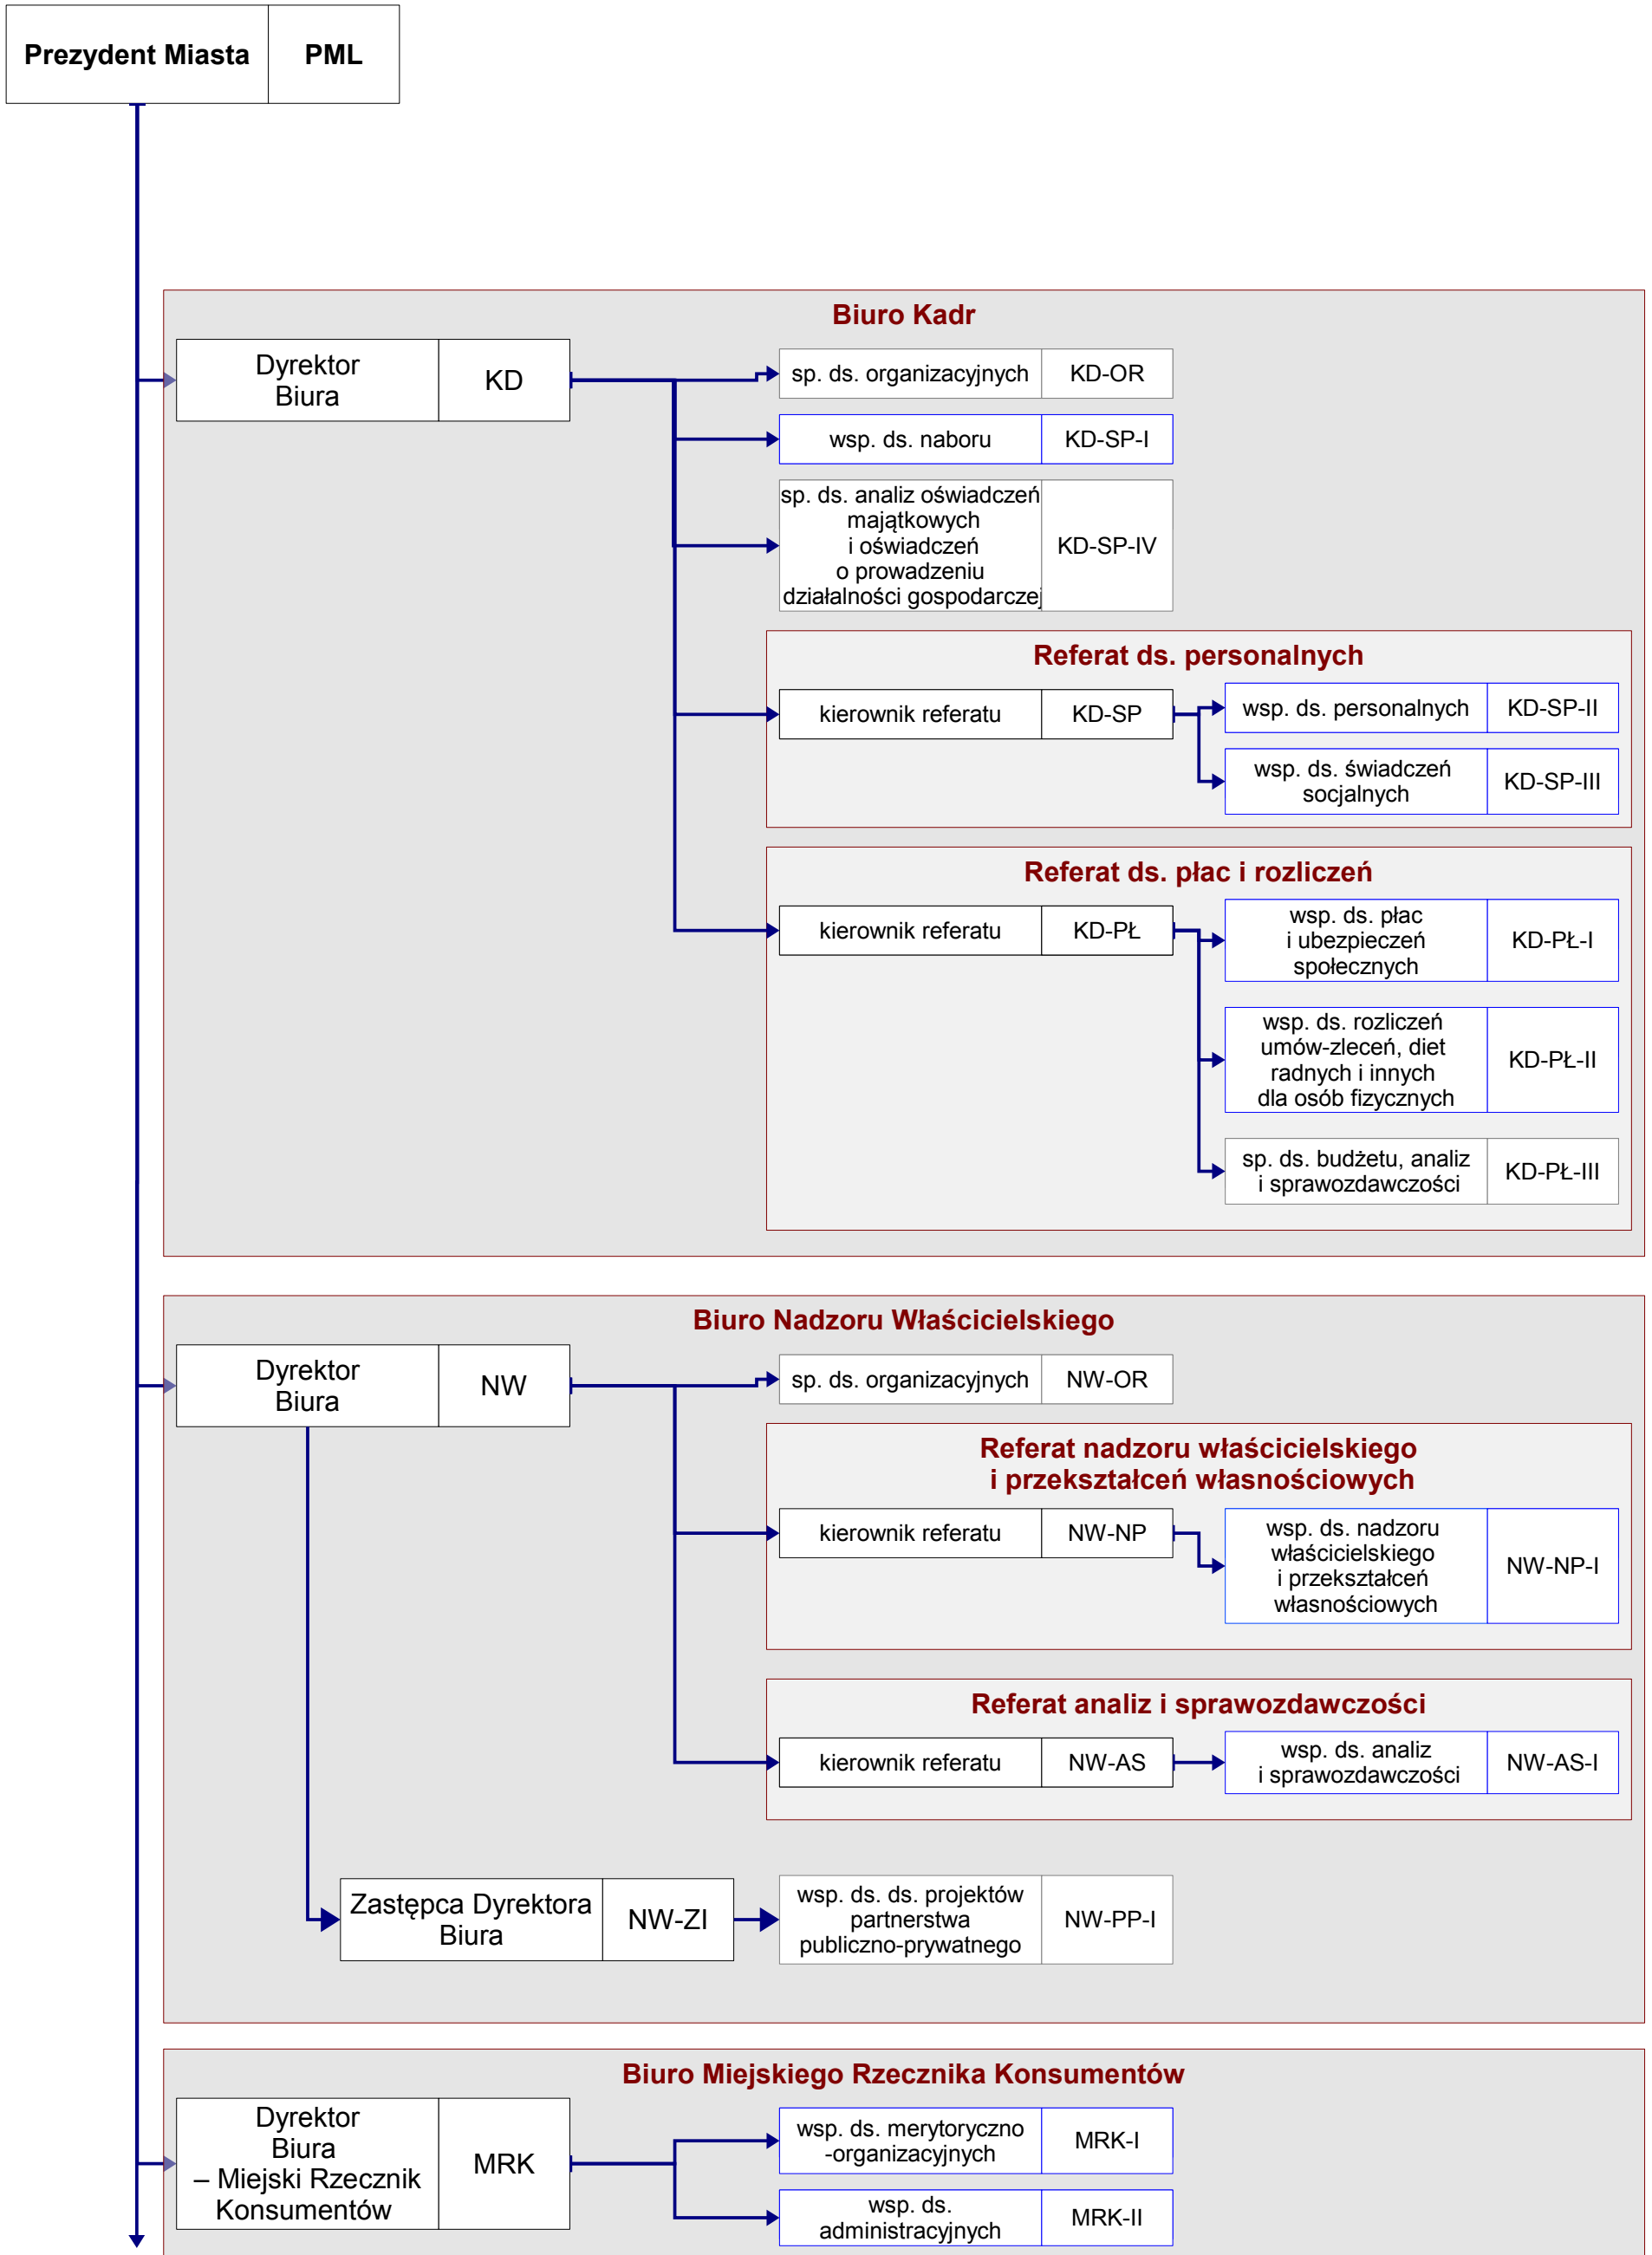 Prezydent Miasta PML
Biuro Kadr
Dyrektor
Biura
KD
sp. ds. organizacyjnych KD-OR
wsp. ds. naboru KD-SP-I
sp. ds. analiz oświadczeń
majątkowych
i oświadczeń
o prowadzeniu
działalności gospodarczej
KD-SP-IV
Referat ds. personalnych
kierownik referatu KD-SP
wsp. ds. personalnych KD-SP-II
wsp. ds. świadczeń
socjalnych
KD-SP-III
Referat ds. płac i rozliczeń
kierownik referatu KD-PŁ
wsp. ds. płac
i ubezpieczeń
społecznych
KD-PŁ-I
wsp. ds. rozliczeń
umów-zleceń, diet
radnych i innych
dla osób fizycznych
KD-PŁ-II
sp. ds. budżetu, analiz
i sprawozdawczości
KD-PŁ-III
Biuro Nadzoru Właścicielskiego
Dyrektor
Biura
NW
sp. ds. organizacyjnych NW-OR
Referat nadzoru właścicielskiego
i przekształceń własnościowych
kierownik referatu NW-NP
wsp. ds. nadzoru
właścicielskiego
i przekształceń
własnościowych
NW-NP-I
Referat analiz i sprawozdawczości
kierownik referatu NW-AS
wsp. ds. analiz
i sprawozdawczości
NW-AS-I
Zastępca Dyrektora
Biura
NW-ZI
wsp. ds. ds. projektów
partnerstwa
publiczno-prywatnego
NW-PP-I
Biuro Miejskiego Rzecznika Konsumentów
Dyrektor
Biura
– Miejski Rzecznik
Konsumentów
MRK
wsp. ds. merytoryczno
-organizacyjnych
MRK-I
wsp. ds.
administracyjnych
MRK-II